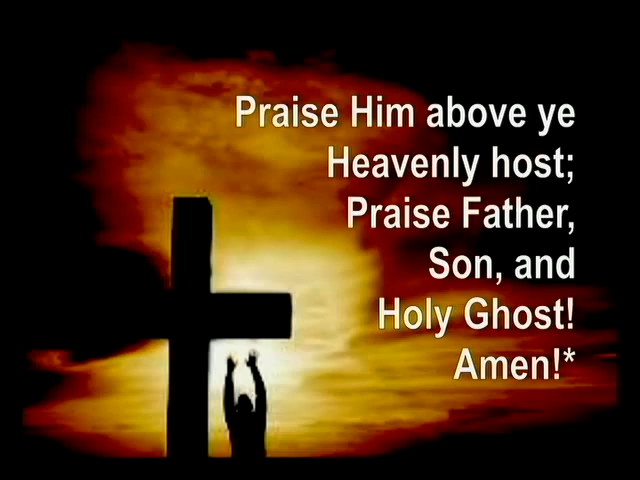 Praise Him above ye
Heavenly host;
Praise Father,
Son, and
Holy Ghost!
Amen!*